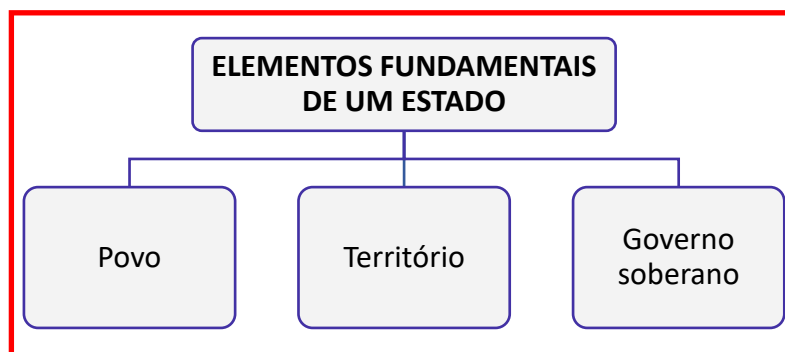 ELEMENTOS FUNDAMENTAIS
DE UM ESTADO
Povo
Território
Governo
soberano